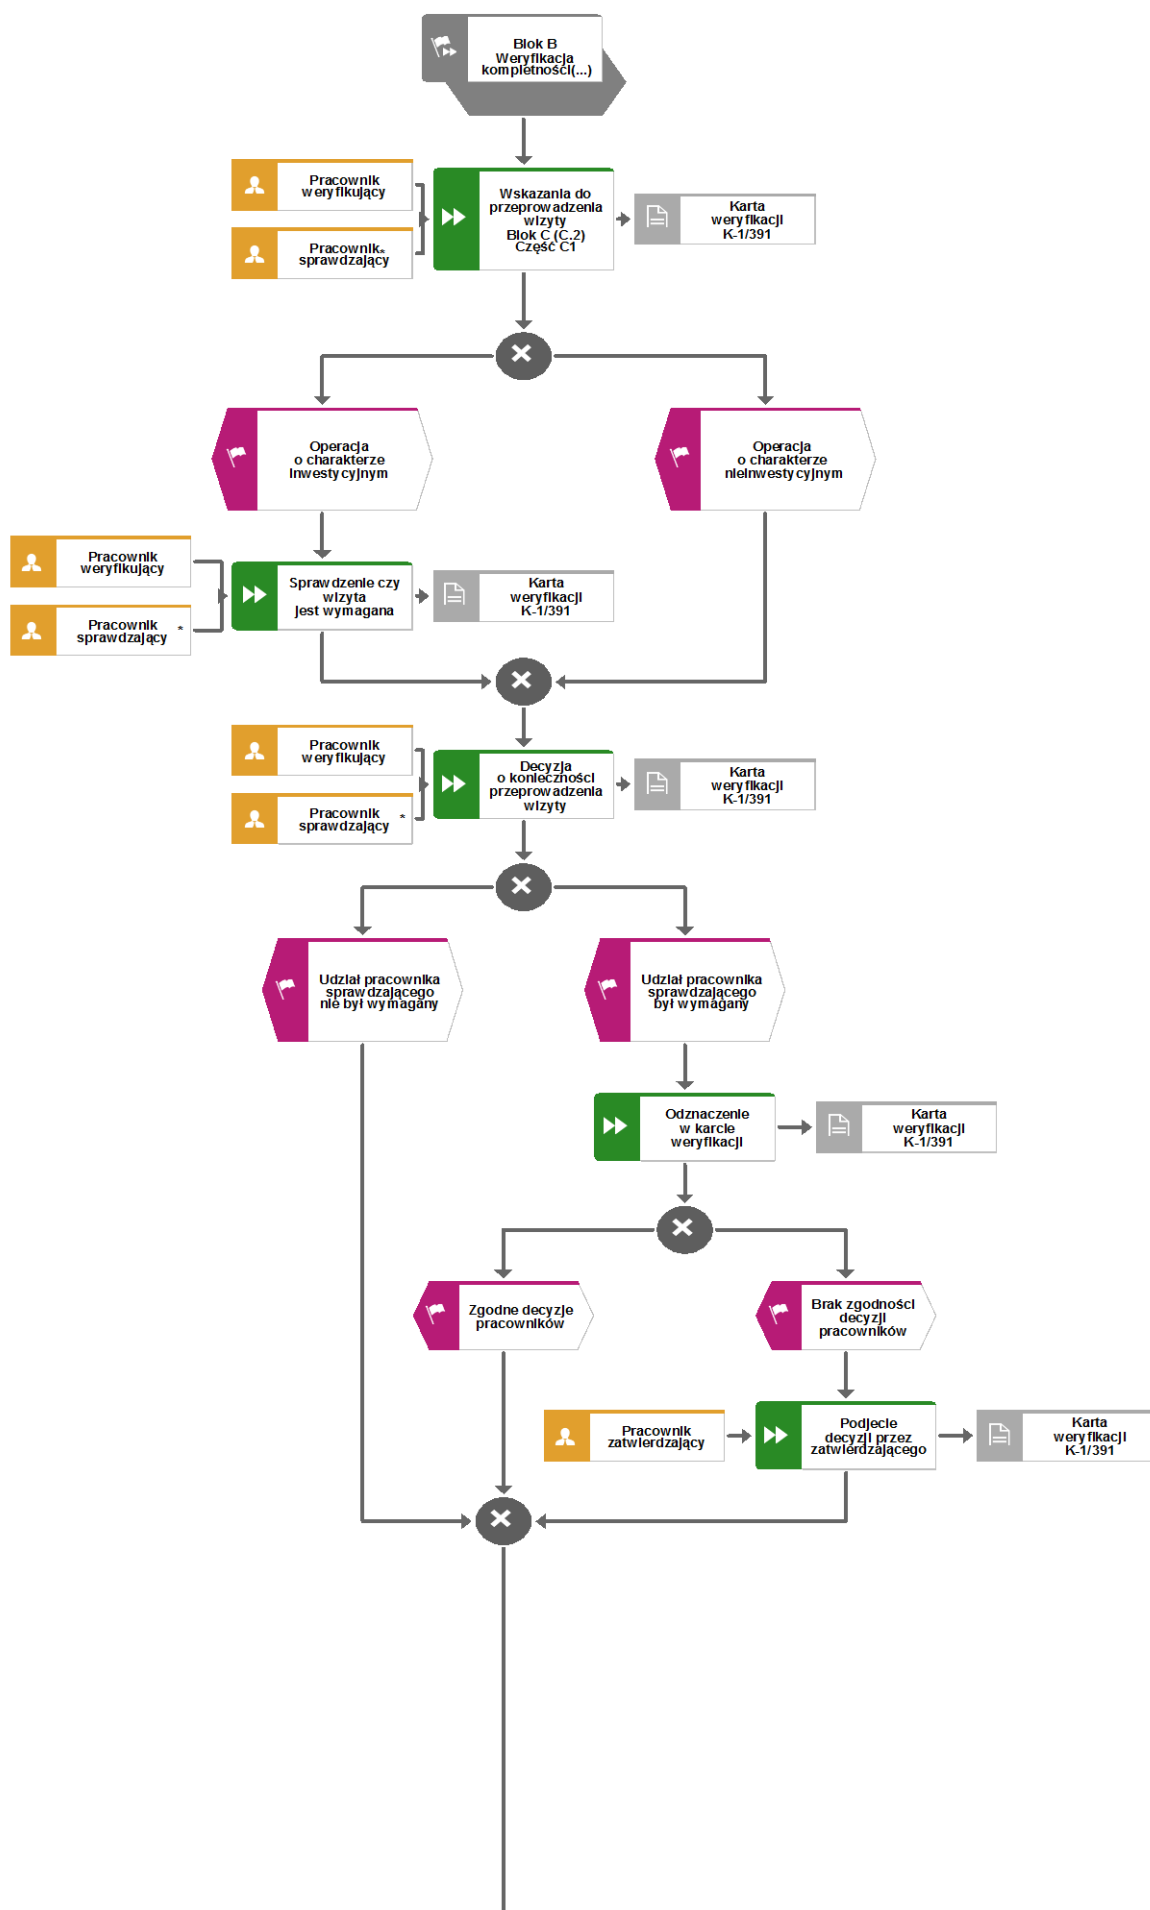 Blok B
Weryfikacja
kompletności(...)
Pracownik
weryfikujący
Wskazania do
przeprowadzenia
wizyty
Blok C (C.2)
Część C1
Karta
weryfikacji
K-1/391
Pracownik*
sprawdzający
Operacja
o charakterze
inwestycyjnym
Operacja
o charakterze
nieinwestycyjnym
Pracownik
weryfikujący
Sprawdzenie czy
wizyta
jest wymagana
Karta
weryfikacji
K-1/391
Pracownik
sprawdzający *
Pracownik
weryfikujący
Decyzja
o konieczności
przeprowadzenia
wizyty
Karta
weryfikacji
K-1/391
Pracownik
sprawdzający *
Udział pracownika
sprawdzającego
nie był wymagany
Udział pracownika
sprawdzającego
był wymagany
Odznaczenie
w karcie
weryfikacji
Karta
weryfikacji
K-1/391
Zgodne decyzje
pracowników
Brak zgodności
decyzji
pracowników
Pracownik
zatwierdzający
Podjecie
decyzji przez
zatwierdzającego
Karta
weryfikacji
K-1/391